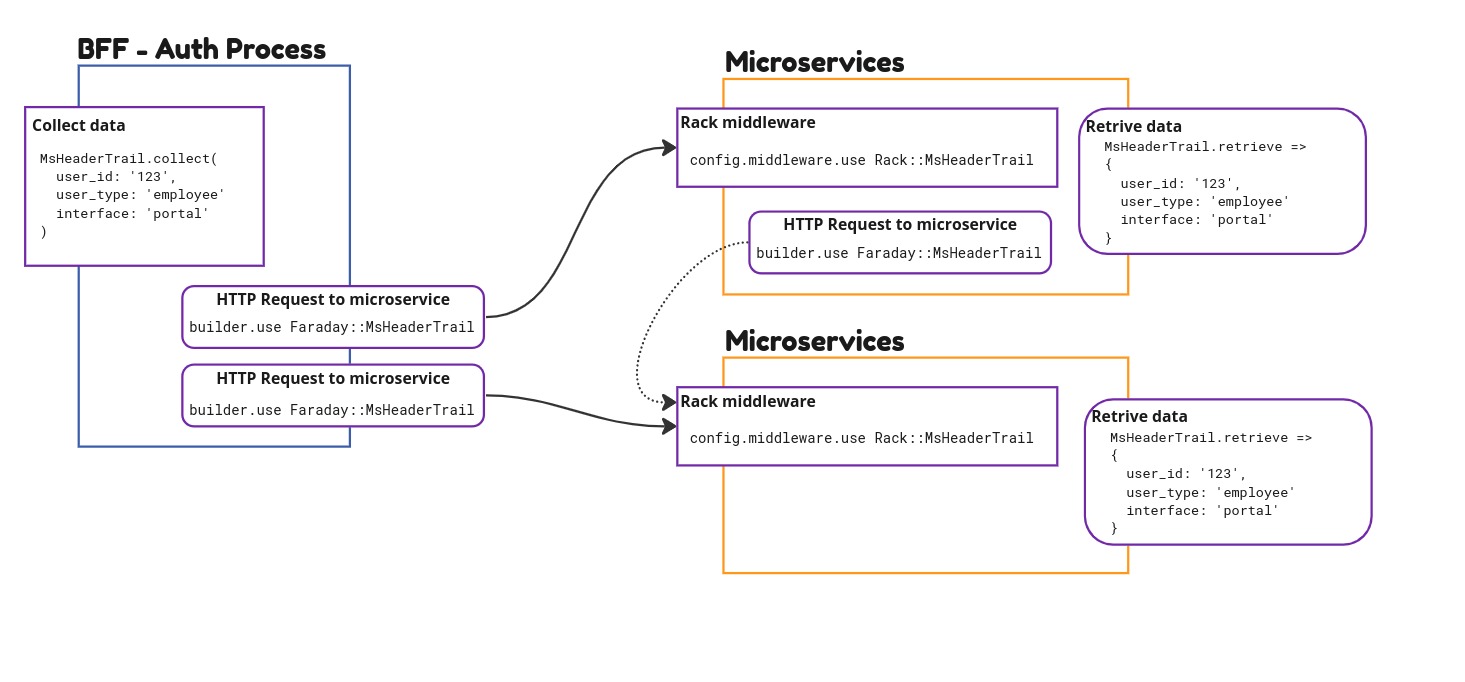 BFF - Auth Process
Collect data
MsHeaderTrail.collect(
  user_id: '123',
  user_type: 'employee'
  interface: 'portal'
)
HTTP Request to microservice
builder.use Faraday::MsHeaderTrail
HTTP Request to microservice
builder.use Faraday::MsHeaderTrail
Microservices
Rack middleware
config.middleware.use Rack::MsHeaderTrail
HTTP Request to microservice
builder.use Faraday::MsHeaderTrail
Retrive data
MsHeaderTrail.retrieve =>
{
  user_id: '123',
  user_type: 'employee'
  interface: 'portal'
}
Microservices
Rack middleware
config.middleware.use Rack::MsHeaderTrail
Retrive data
MsHeaderTrail.retrieve =>
{
  user_id: '123',
  user_type: 'employee'
  interface: 'portal'
}